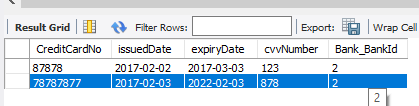 Result Grid Filter Rows: Export: Wrap Cell
CreditCardNo issuedDate expiryDate cvvNumber Bank_BankId
87878 2017-02-02 2017-03-03 123 2
78787877 2017-02-03 2022-02-03 878 2
2